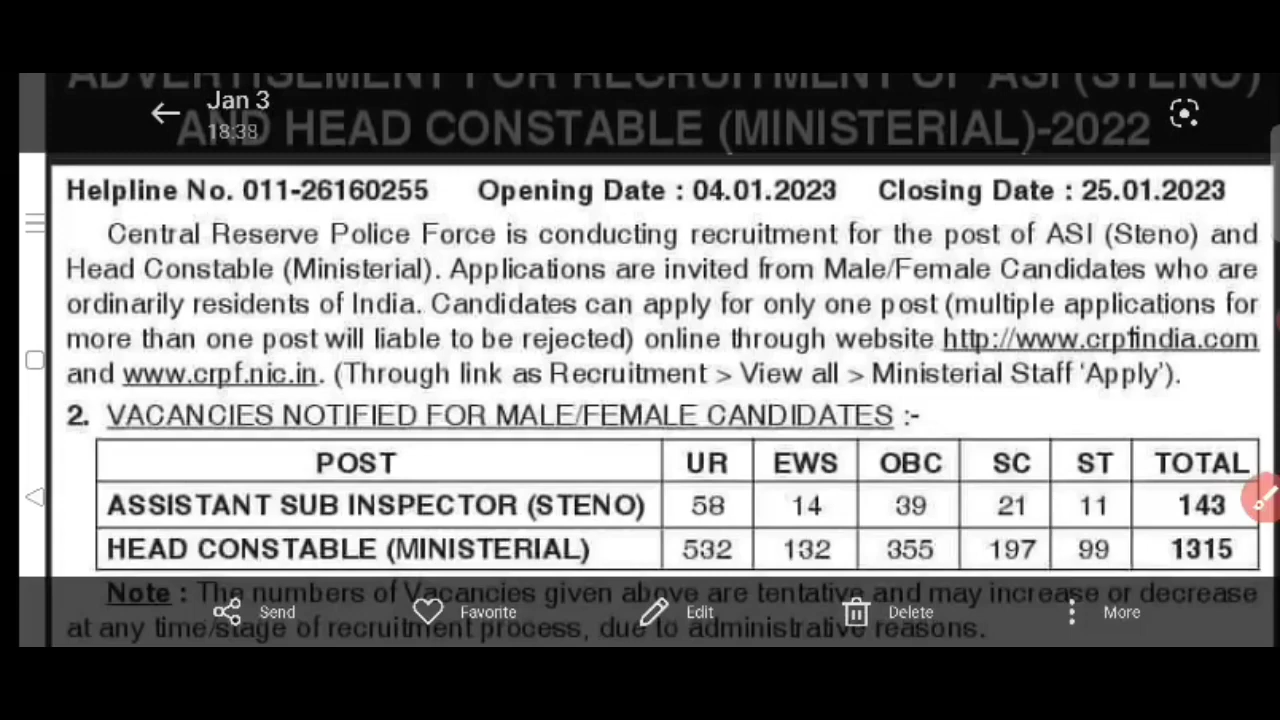 ADVERTISEMENT FOR RECRUITMENT OF ASI (STENO)
Jan 3
18:38
AND HEAD CONSTABLE (MINISTERIAL)-2022
Helpline No. 011-26160255 Opening Date : 04.01.2023 Closing Date : 25.01.2023
Central Reserve Police Force is conducting recruitment for the post of ASI (Steno) and
Head Constable (Ministerial). Applications are invited from Male/Female Candidates who are
ordinarily residents of India. Candidates can apply for only one post (multiple applications for
more than one post will liable to be rejected) online through website http://www.crpfindia.com
and www.crpf.nic.in. (Through link as Recruitment > View all > Ministerial Staff 'Apply').
2. VACANCIES NOTIFIED FOR MALE/FEMALE CANDIDATES :-
POST UR EWS OBC SC ST TOTAL
ASSISTANT SUB INSPECTOR (STENO) 58 14 39 21 11 143
HEAD CONSTABLE (MINISTERIAL) 532 132 355 197 99 1315
Note : The numbers of Vacancies given above are tentative and may increase or decrease
Send Favorite Edit Delete More
at any time/stage of recruitment process, due to administrative reasons.